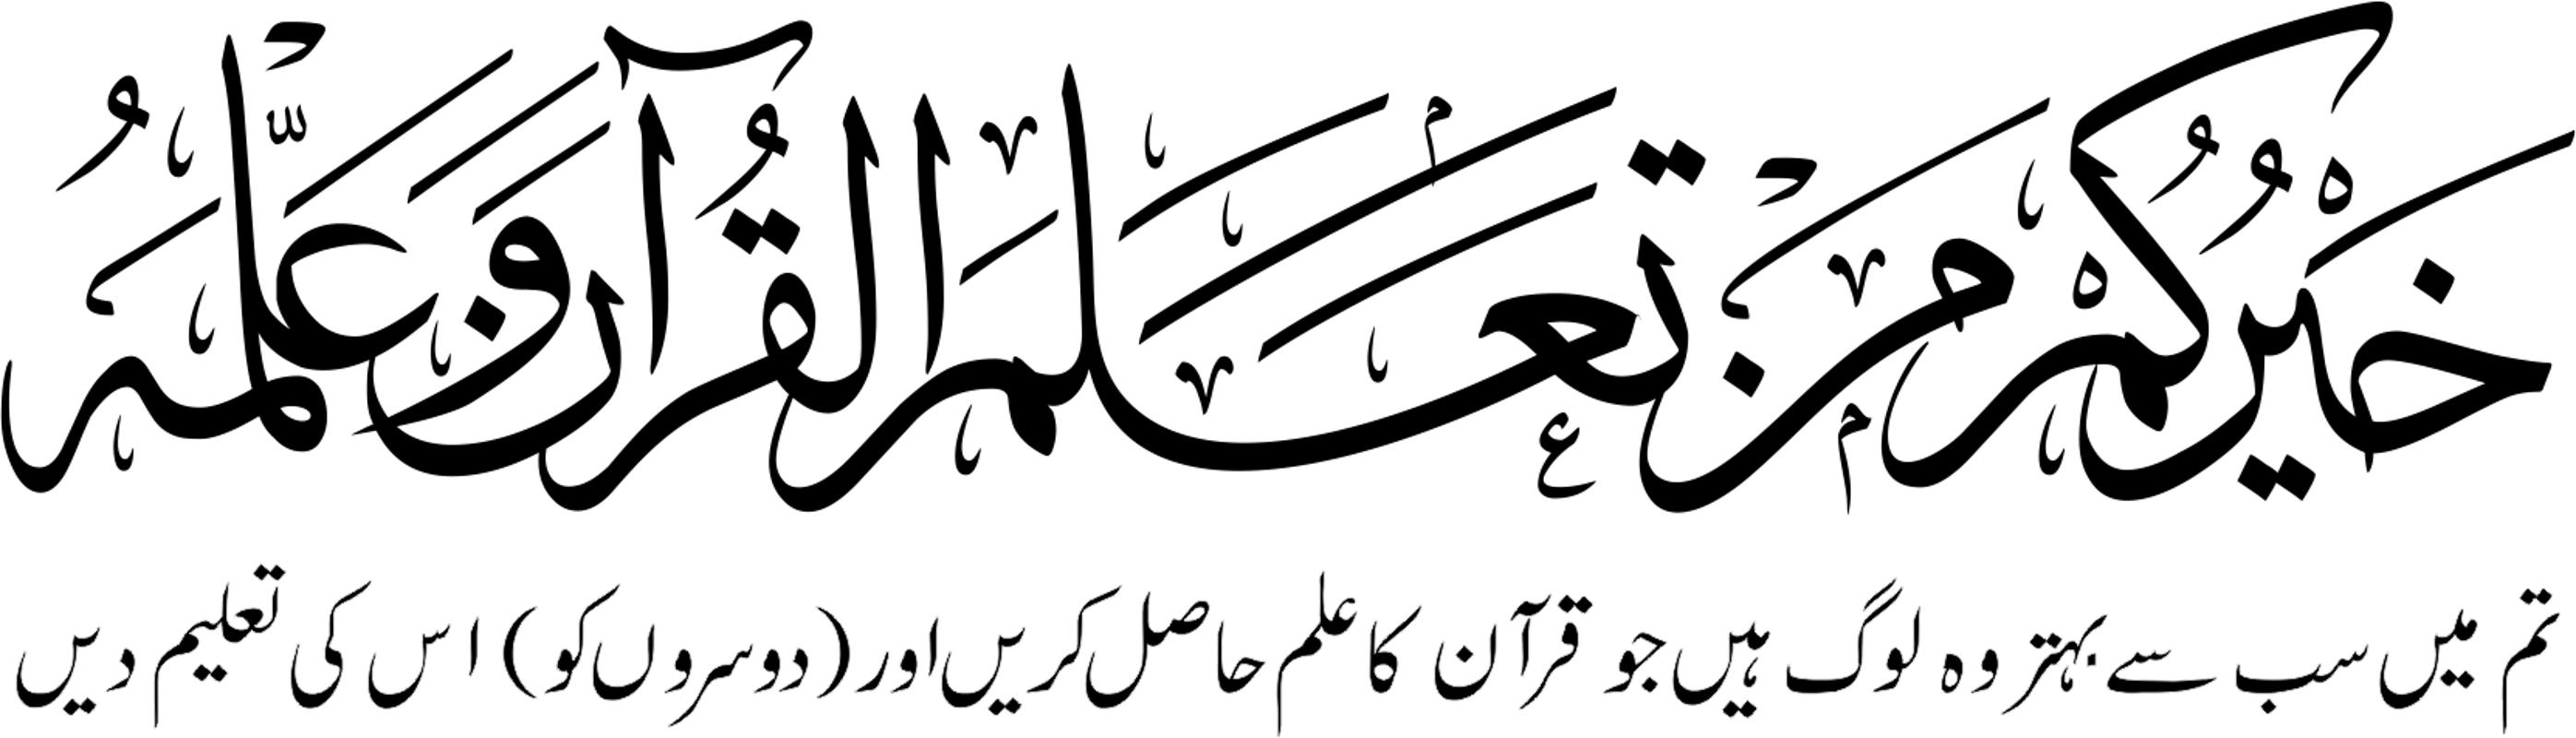 خَيْرُكُمْ مَنْ تَعَلَّمَ الْقُرْآنَ وَعَلَّمَهُ
تم میں سب سے بہتر وہ لوگ ہیں جو قرآن کا علم حاصل کریں اور (دوسروں کو) اس کی تعلیم دیں